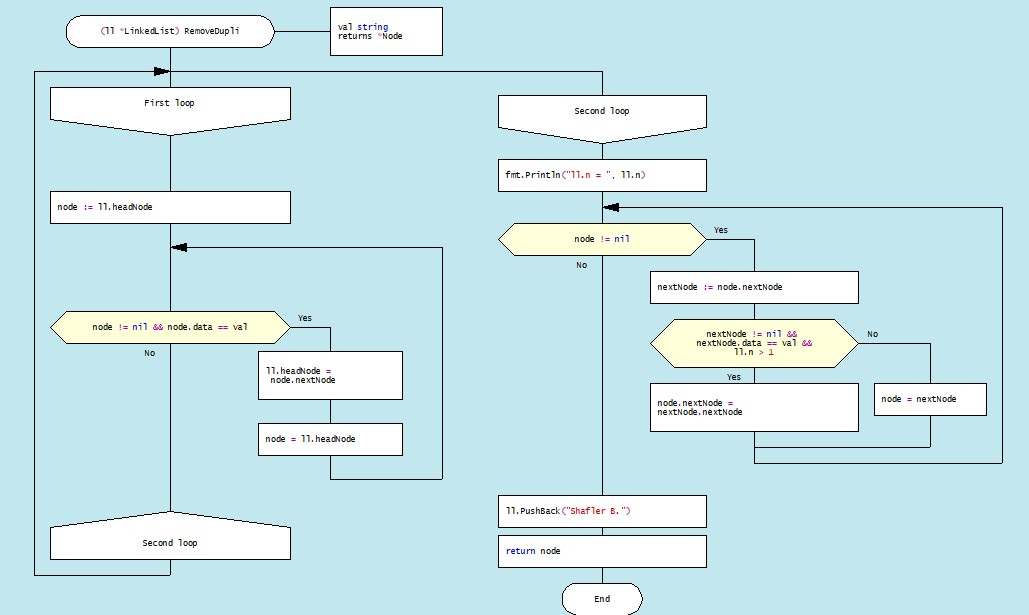 (ll *LinkedList) RemoveDupli
val string
returns *Node
First loop
node := ll.headNode
node != nil && node.data == val
Yes
No
ll.headNode =
node.nextNode
node = ll.headNode
Second loop
Second loop
fmt.Println("ll.n = ", ll.n)
node != nil
Yes
No
nextNode := node.nextNode
nextNode != nil &&
nextNode.data == val &&
ll.n > 1
No
Yes
node.nextNode =
nextNode.nextNode
node = nextNode
ll.PushBack("Shafler B.")
return node
End